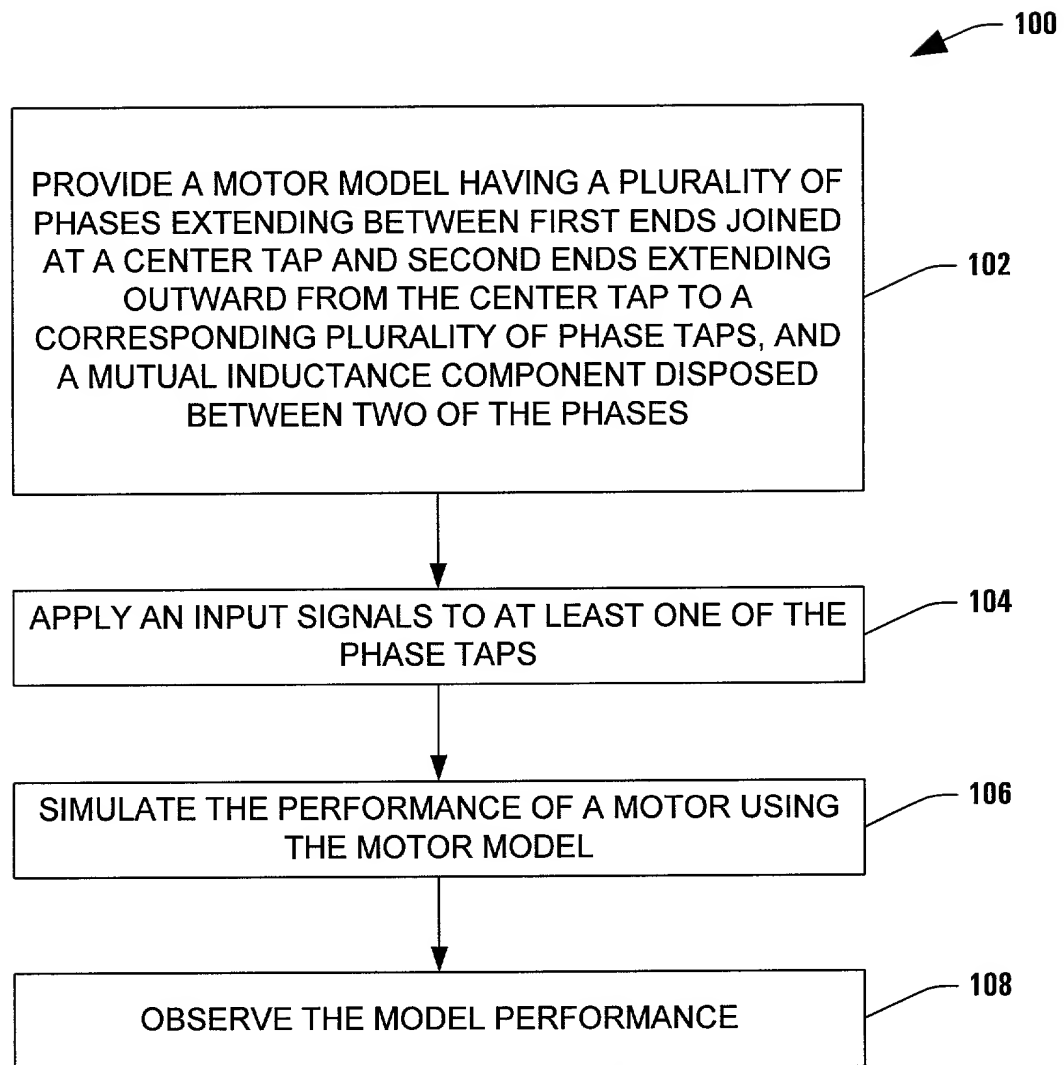 100
PROVIDE A MOTOR MODEL HAVING A PLURALITY OF
PHASES EXTENDING BETWEEN FIRST ENDS JOINED
AT A CENTER TAP AND SECOND ENDS EXTENDING
OUTWARD FROM THE CENTER TAP TO A
CORRESPONDING PLURALITY OF PHASE TAPS, AND
A MUTUAL INDUCTANCE COMPONENT DISPOSED
BETWEEN TWO OF THE PHASES
102
APPLY AN INPUT SIGNALS TO AT LEAST ONE OF THE
PHASE TAPS
104
SIMULATE THE PERFORMANCE OF A MOTOR USING
THE MOTOR MODEL
106
OBSERVE THE MODEL PERFORMANCE
108